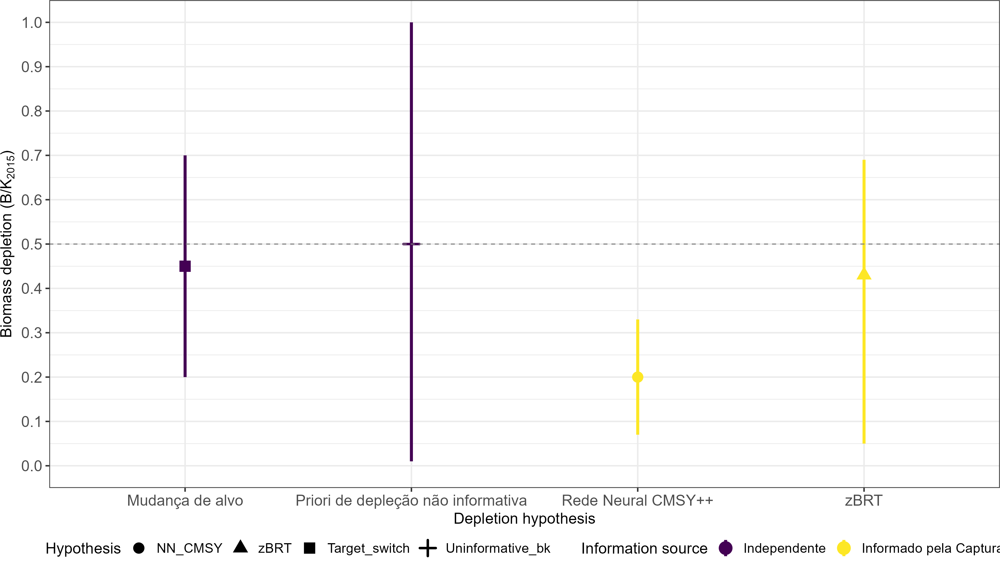 Biomass depletion (B/K2015)
1.0
0.9
0.8
0.7
0.6
0.5
0.4
0.3
0.2
0.1
0.0
Mudança de alvo Priori de depleção não informativa Rede Neural CMSY++ zBRT
Depletion hypothesis
Hypothesis NN_CMSY zBRT Target_switch Uninformative_bk Information source Independente Informado pela Captura